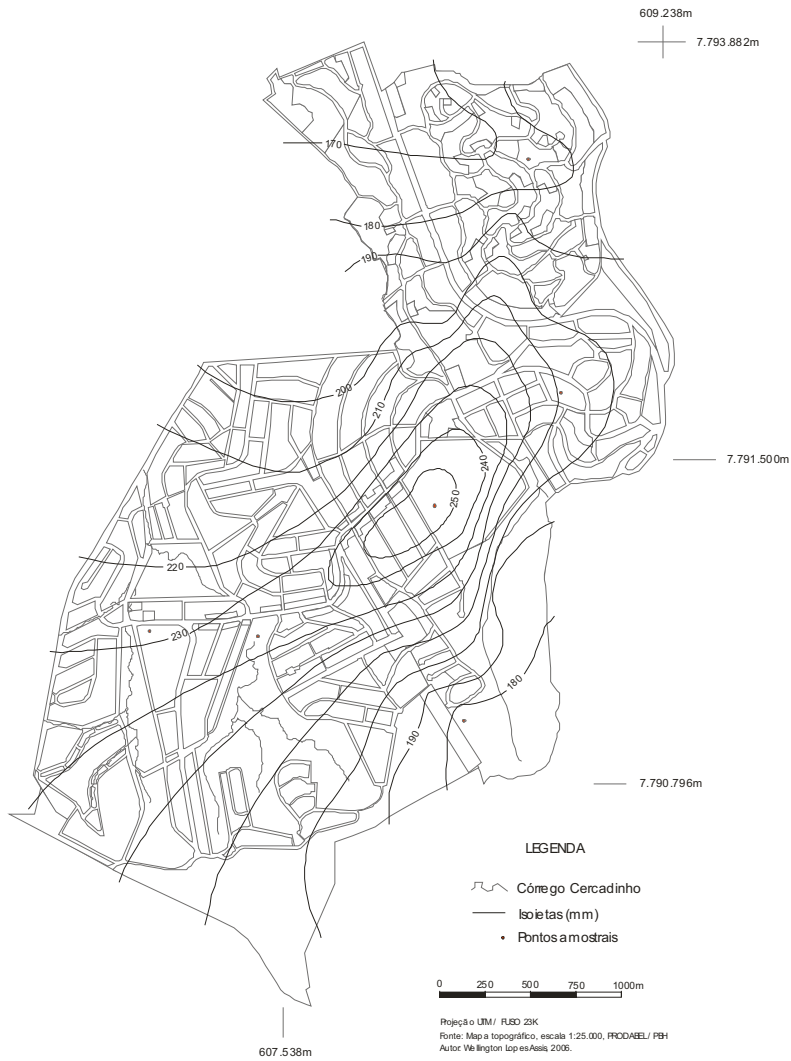 609.238m
7.793.882m
170
180
190
200
210
240
7.791.500m
250
220
230
180
190
7.790.796m
LEGENDA
Córrego Cercadinho
Isoietas (mm)
Pontos amostrais
0 250 500 750 1000m
Projeçã o UTM / FUSO 23K
Fonte: Mapa topográfico, escala 1:25.000, PRODABEL / PBH
Autor: Wellington Lopes Assis, 2006.
607.538m